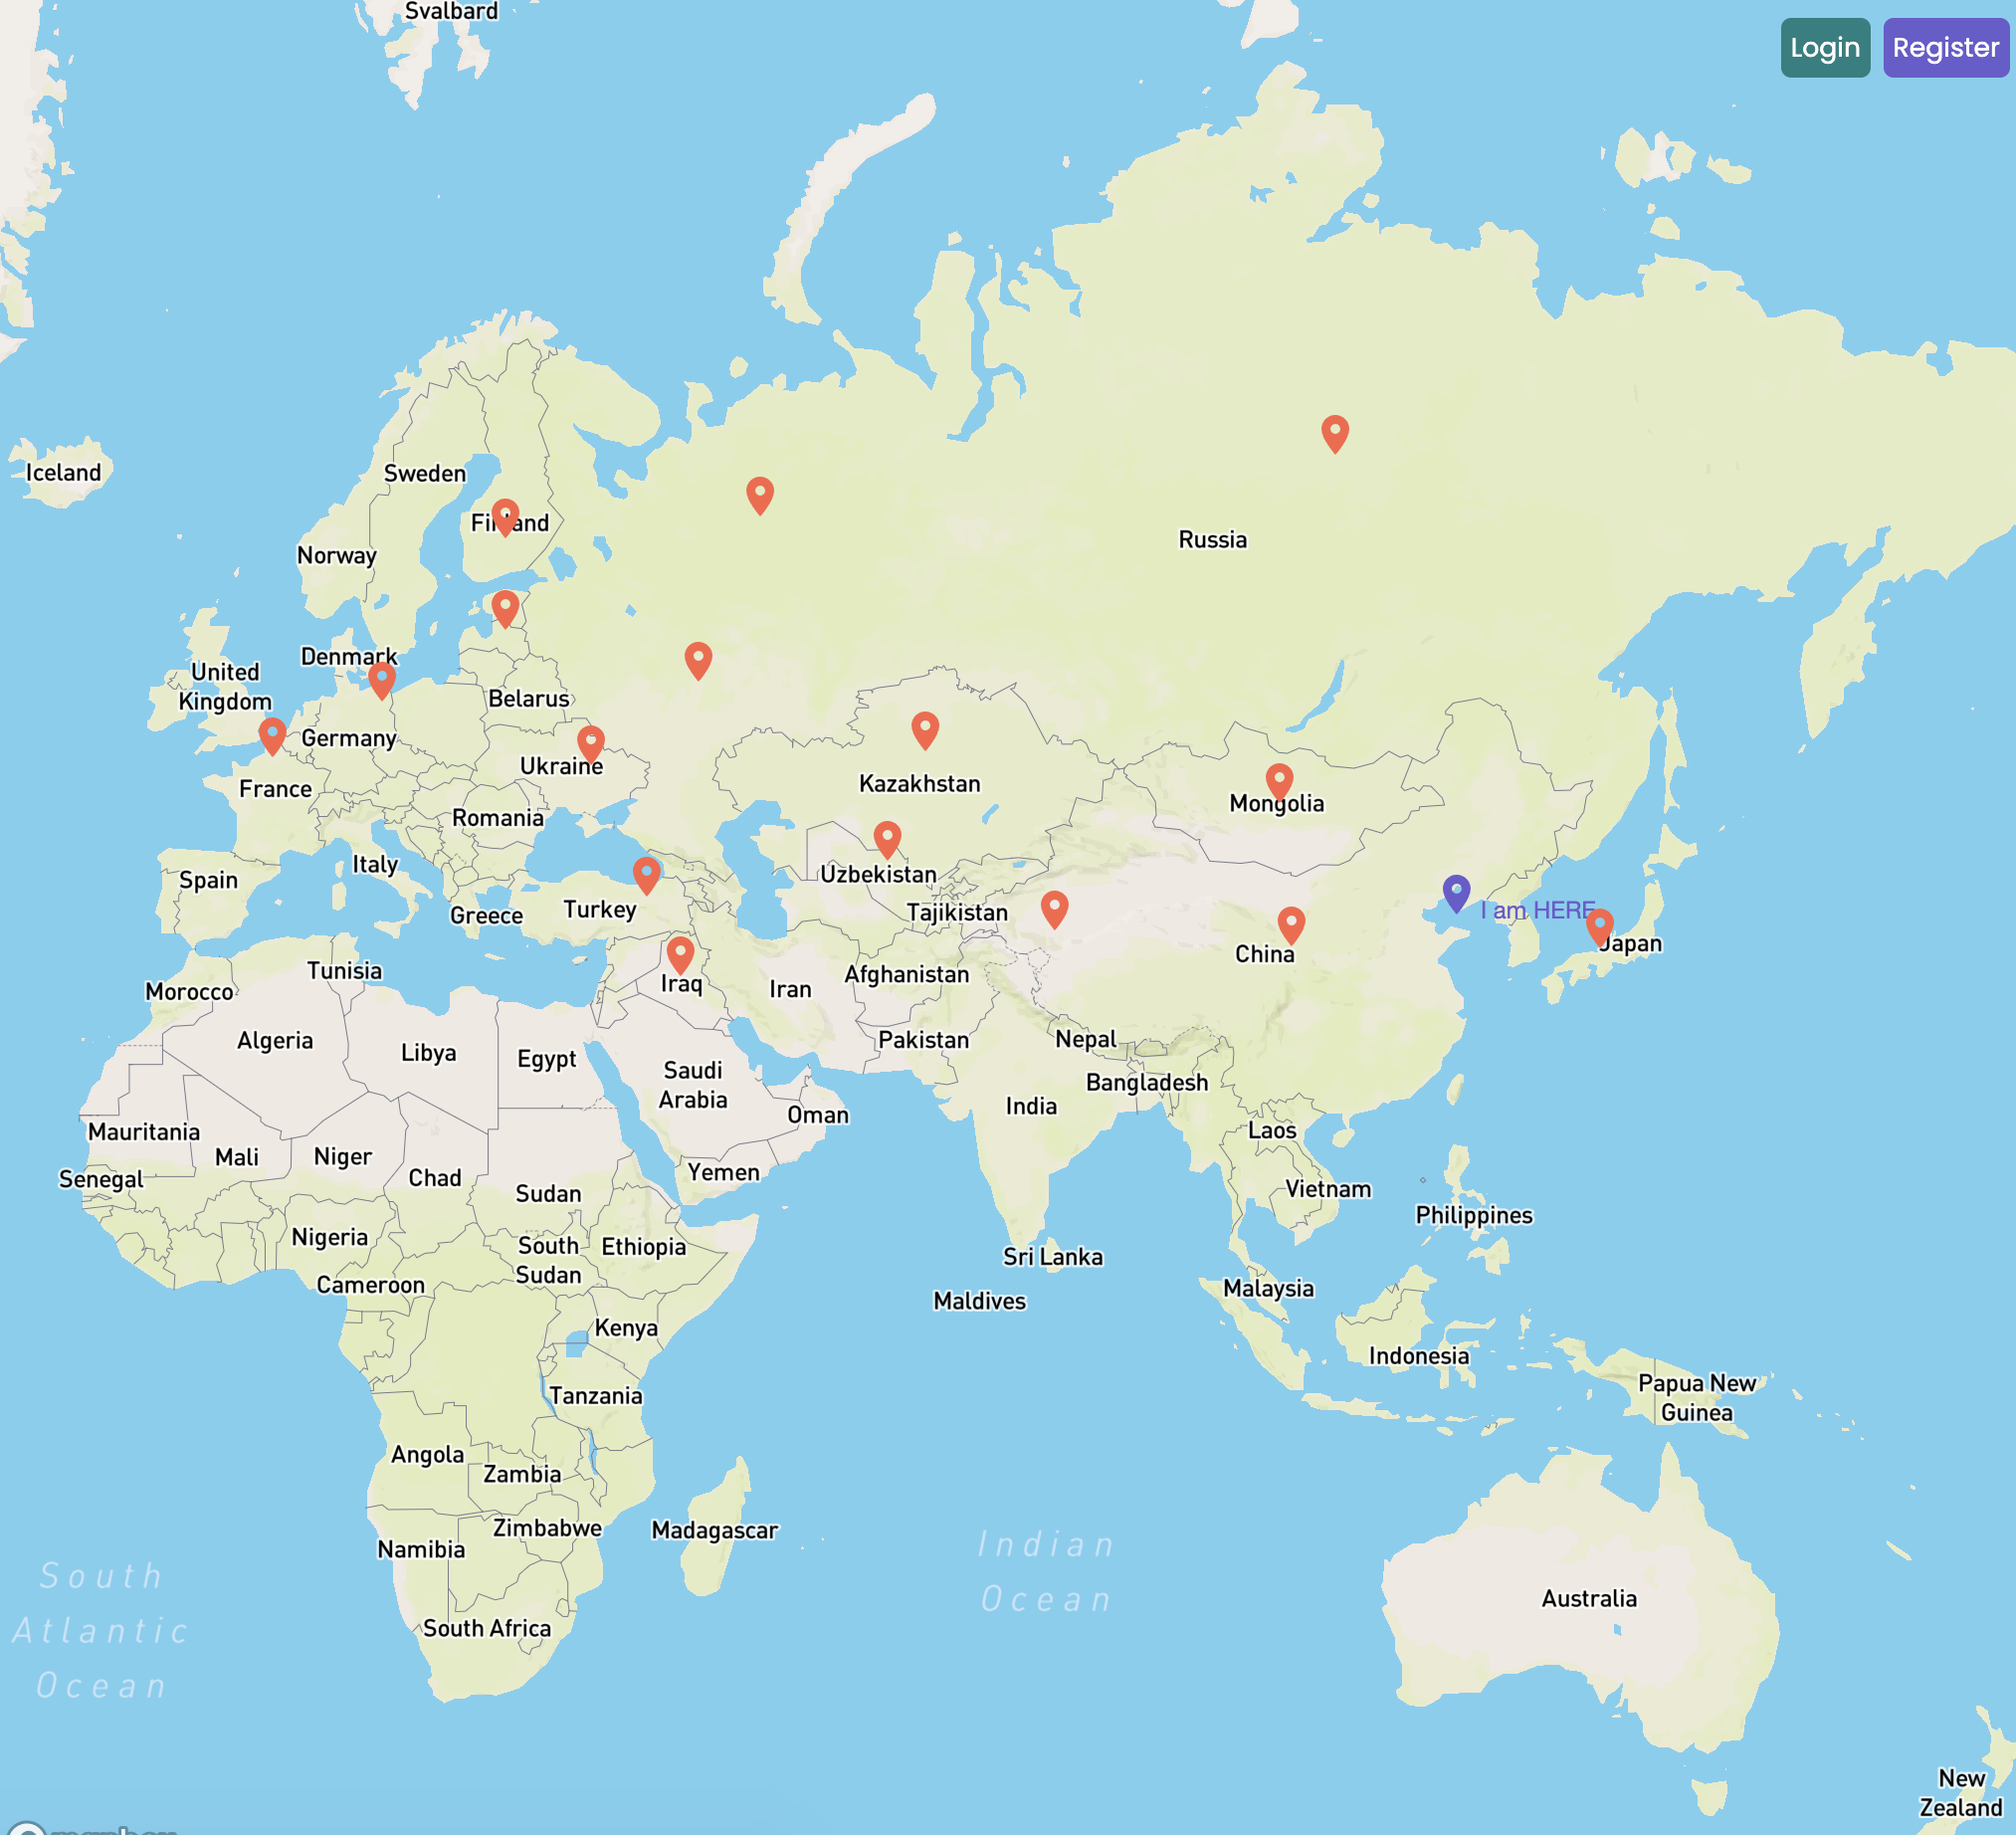 Svalbard
Login
Register
Iceland
Sweden
Finland
Norway
Russia
Denmark
United
Kingdom
Belarus
Germany
Ukraine
France
Kazakhstan
Mongolia
Romania
Italy
Uzbekistan
Spain
Turkey
Greece
Tajikistan
I am HERE
Japan
China
Tunisia
Afghanistan
Iraq
Iran
Morocco
Algeria
Libya
Egypt
Pakistan
Nepal
Saudi
Arabia
Bangladesh
India
Oman
Mauritania
Laos
Mali
Niger
Chad
Yemen
Senegal
Sudan
Vietnam
Philippines
Nigeria
South
Sudan
Ethiopia
Sri Lanka
Cameroon
Malaysia
Maldives
Kenya
Indonesia
Tanzania
Papua New
Guinea
Angola
Zambia
Zimbabwe
Madagascar
Namibia
Indian
Ocean
South
Atlantic
Ocean
Australia
South Africa
New
Zealand